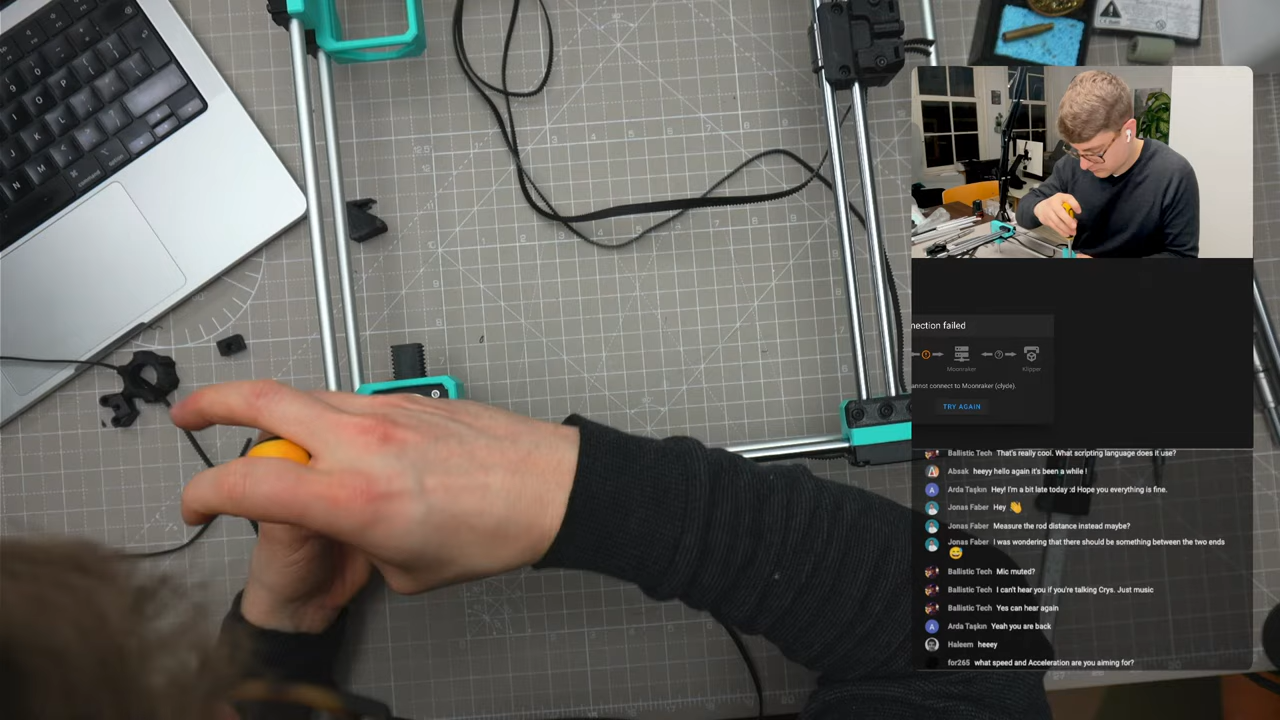 nection failed
Moonraker
Klipper
annot connect to Moonraker (clyde).
TRY AGAIN
Ballistic Tech That's really cool. What scripting language does it use?
Absak heeyy hello again it's been a while !
A Arda Taşkın Hey! I'm a bit late today :d Hope you everything is fine.
Jonas Faber Hey 👋
Jonas Faber Measure the rod distance instead maybe?
Jonas Faber I was wondering that there should be something between the two ends
😅
Ballistic Tech Mic muted?
Ballistic Tech I can't hear you if you're talking Crys. Just music
Ballistic Tech Yes can hear again
A Arda Taşkın Yeah you are back
Haleem heeey
for265 what speed and Acceleration are you aiming for?